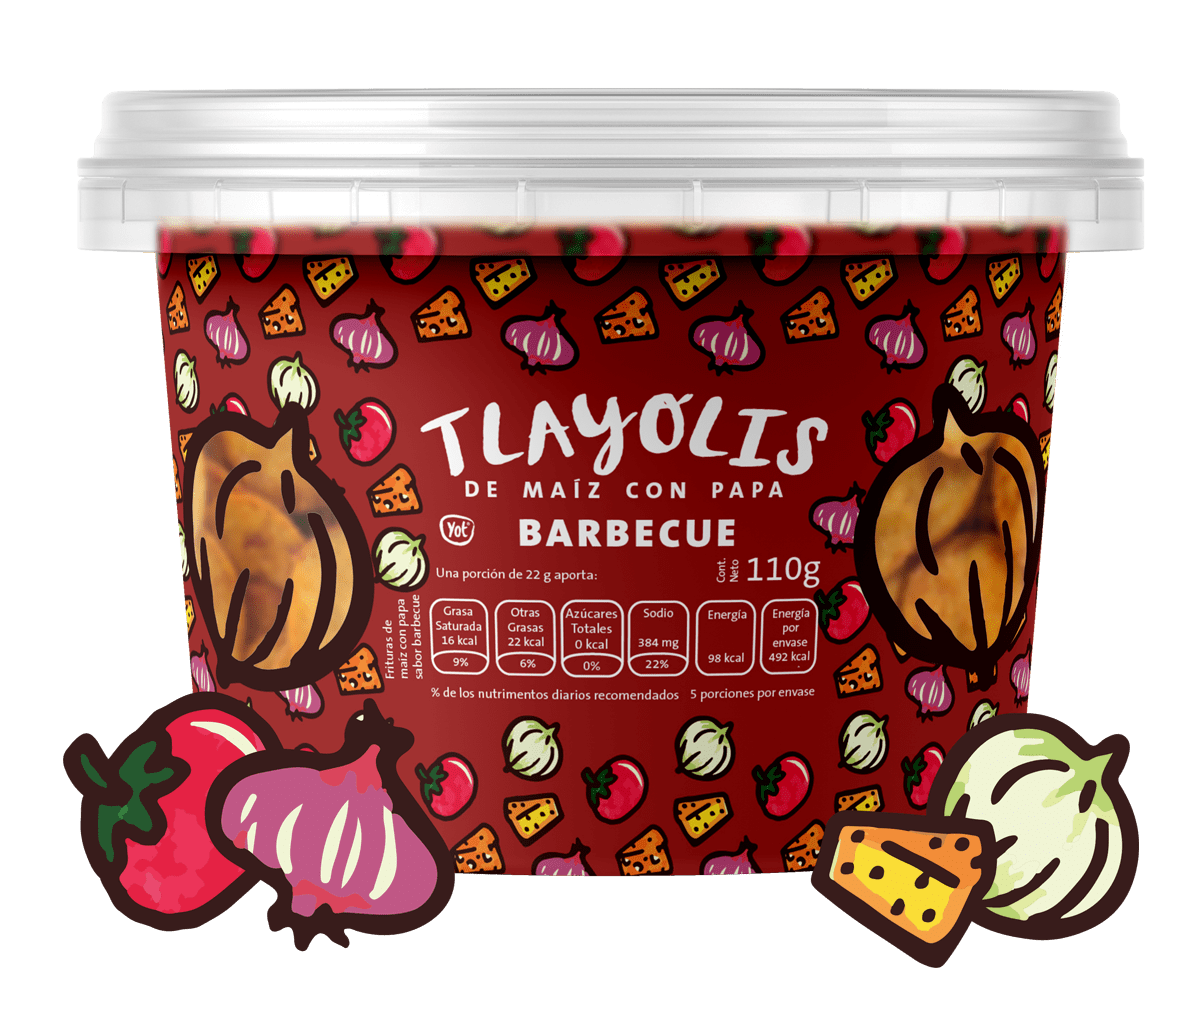 TLAYOLIS
DE MAÍZ CON PAPA
Yot
BARBECUE
Una porción de 22 g aporta:
Cont.
Neto
110g
Frituras de
maíz con papa
sabor barbecue
Grasa
Saturada
16 kcal
9%
Otras
Grasas
22 kcal
6%
Azúcares
Totales
0 kcal
0%
Sodio
384 mg
22%
Energía
98 kcal
Energía
por
envase
492 kcal
% de los nutrimentos diarios recomendados 5 porciones por envase